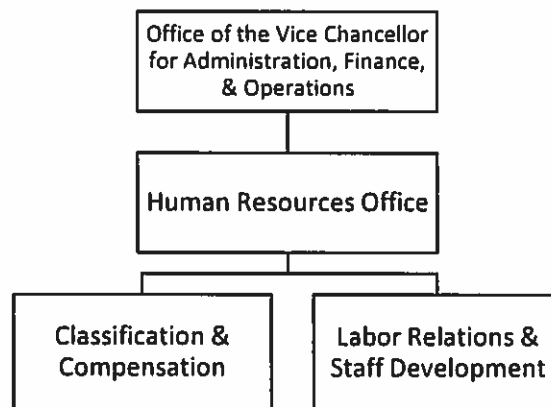 Office of the Vice Chancellor
for Administration, Finance,
& Operations
Human Resources Office
Classification &
Compensation
Labor Relations &
Staff Development